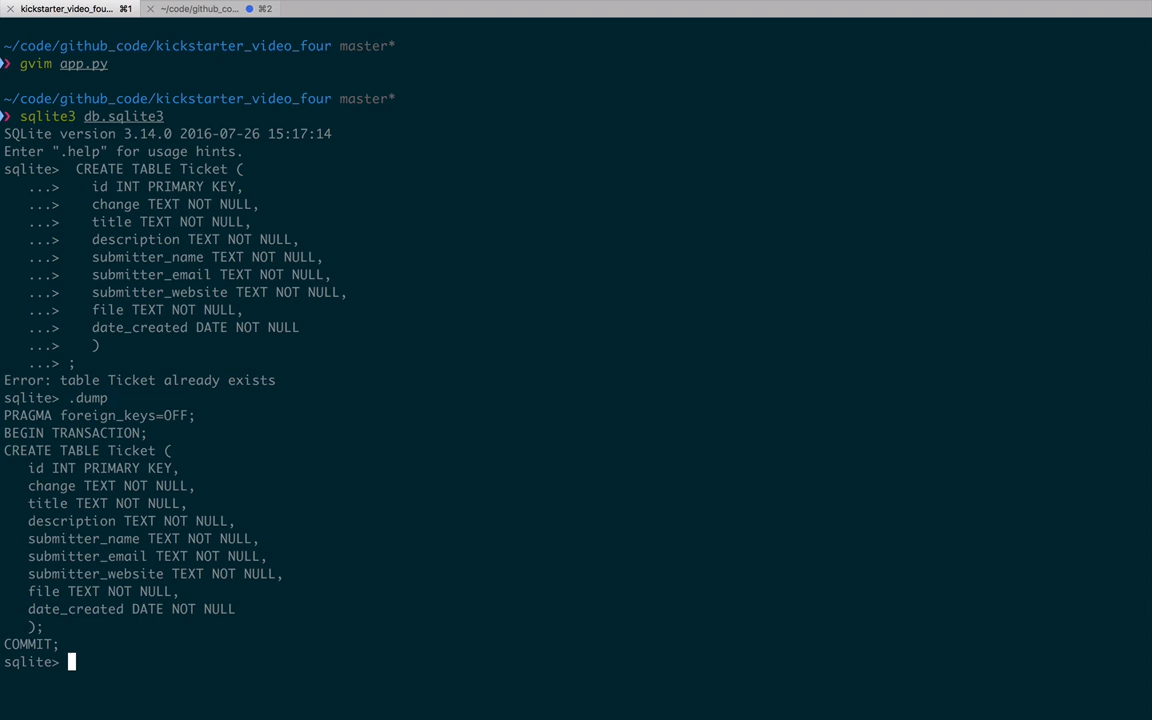 kickstarter_video_fou... ⌘1
~/code/github_co... ⌘2
~/code/github_code/kickstarter_video_four master*
❯ gvim app.py
~/code/github_code/kickstarter_video_four master*
❯ sqlite3 db.sqlite3
SQLite version 3.14.0 2016-07-26 15:17:14
Enter ".help" for usage hints.
sqlite>  CREATE TABLE Ticket (
   ...>    id INT PRIMARY KEY,
   ...>    change TEXT NOT NULL,
   ...>    title TEXT NOT NULL,
   ...>    description TEXT NOT NULL,
   ...>    submitter_name TEXT NOT NULL,
   ...>    submitter_email TEXT NOT NULL,
   ...>    submitter_website TEXT NOT NULL,
   ...>    file TEXT NOT NULL,
   ...>    date_created DATE NOT NULL
   ...>    )
   ...> ;
Error: table Ticket already exists
sqlite> .dump
PRAGMA foreign_keys=OFF;
BEGIN TRANSACTION;
CREATE TABLE Ticket (
   id INT PRIMARY KEY,
   change TEXT NOT NULL,
   title TEXT NOT NULL,
   description TEXT NOT NULL,
   submitter_name TEXT NOT NULL,
   submitter_email TEXT NOT NULL,
   submitter_website TEXT NOT NULL,
   file TEXT NOT NULL,
   date_created DATE NOT NULL
   );
COMMIT;
sqlite>